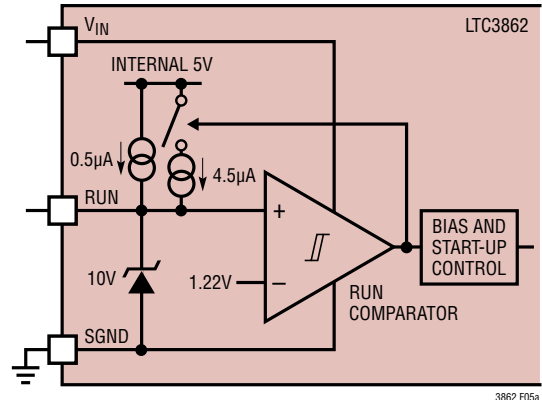 V_IN
LTC3862
INTERNAL 5V
0.5µA
4.5µA
RUN
+
BIAS AND
START-UP
CONTROL
10V
1.22V
–
RUN
COMPARATOR
SGND
3862 F05a